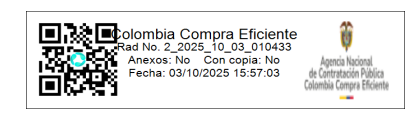 Colombia Compra Eficiente
Rad No. 2_2025_10_03_010433
Anexos: No Con copia: No
Fecha: 03/10/2025 15:57:03
Agencia Nacional
de Contratación Pública
Colombia Compra Eficiente